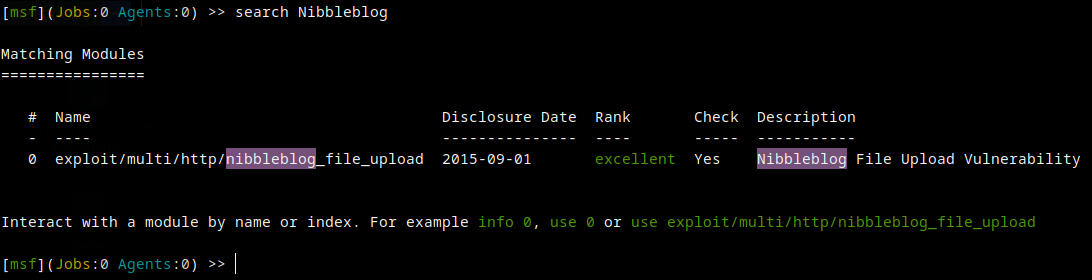 [msf](Jobs:0 Agents:0) >> search Nibbleblog
Matching Modules
================
#  Name                                       Disclosure Date  Rank       Check  Description
-  ----                                       ---------------  ----       -----  -----------
0  exploit/multi/http/nibbleblog_file_upload  2015-09-01       excellent  Yes    Nibbleblog File Upload Vulnerability
Interact with a module by name or index. For example info 0, use 0 or use exploit/multi/http/nibbleblog_file_upload
[msf](Jobs:0 Agents:0) >>